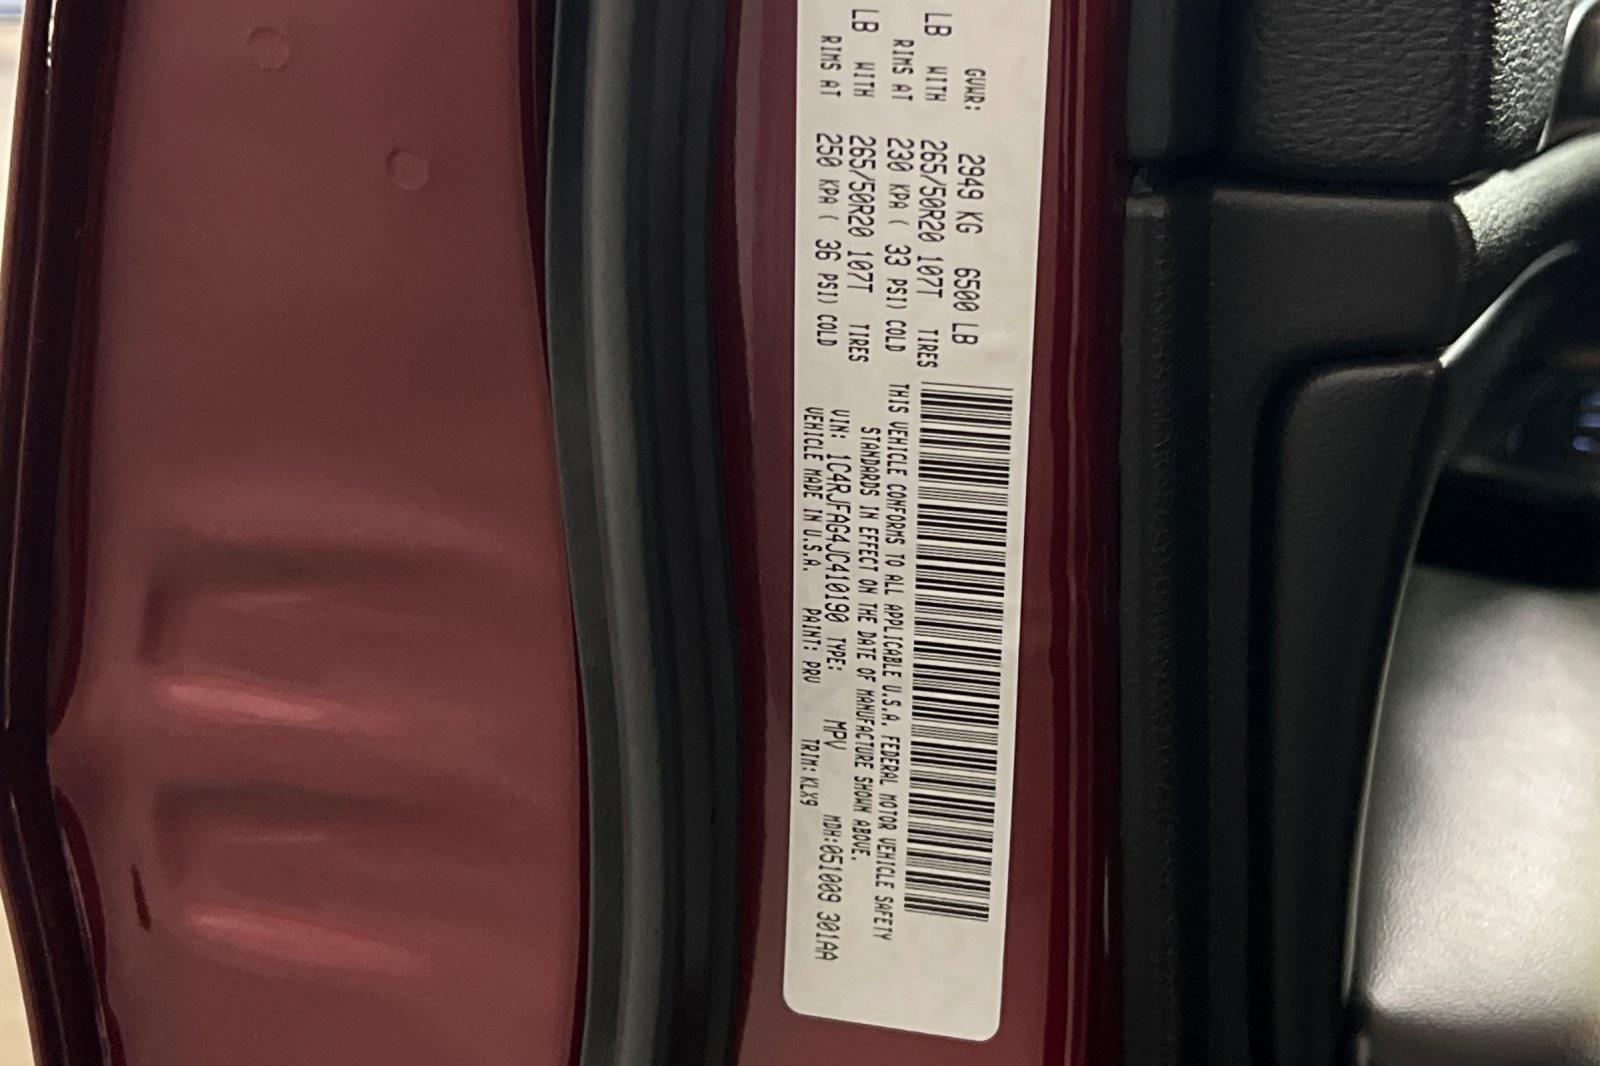 GVWR: 2949 KG 6500 LB
LB WITH 265/50R20 107T TIRES
RIMS AT 230 KPA ( 33 PSI) COLD
LB WITH 265/50R20 107T TIRES
RIMS AT 250 KPA ( 36 PSI) COLD
THIS VEHICLE CONFORMS TO ALL APPLICABLE U.S.A. FEDERAL MOTOR VEHICLE SAFETY
STANDARDS IN EFFECT ON THE DATE OF MANUFACTURE SHOWN ABOVE.
VIN: 1C4RJFAG4JC410190 TYPE: MPV MDH:051009 301AA
VEHICLE MADE IN U.S.A. PAINT: PRV TRIM: KLX9